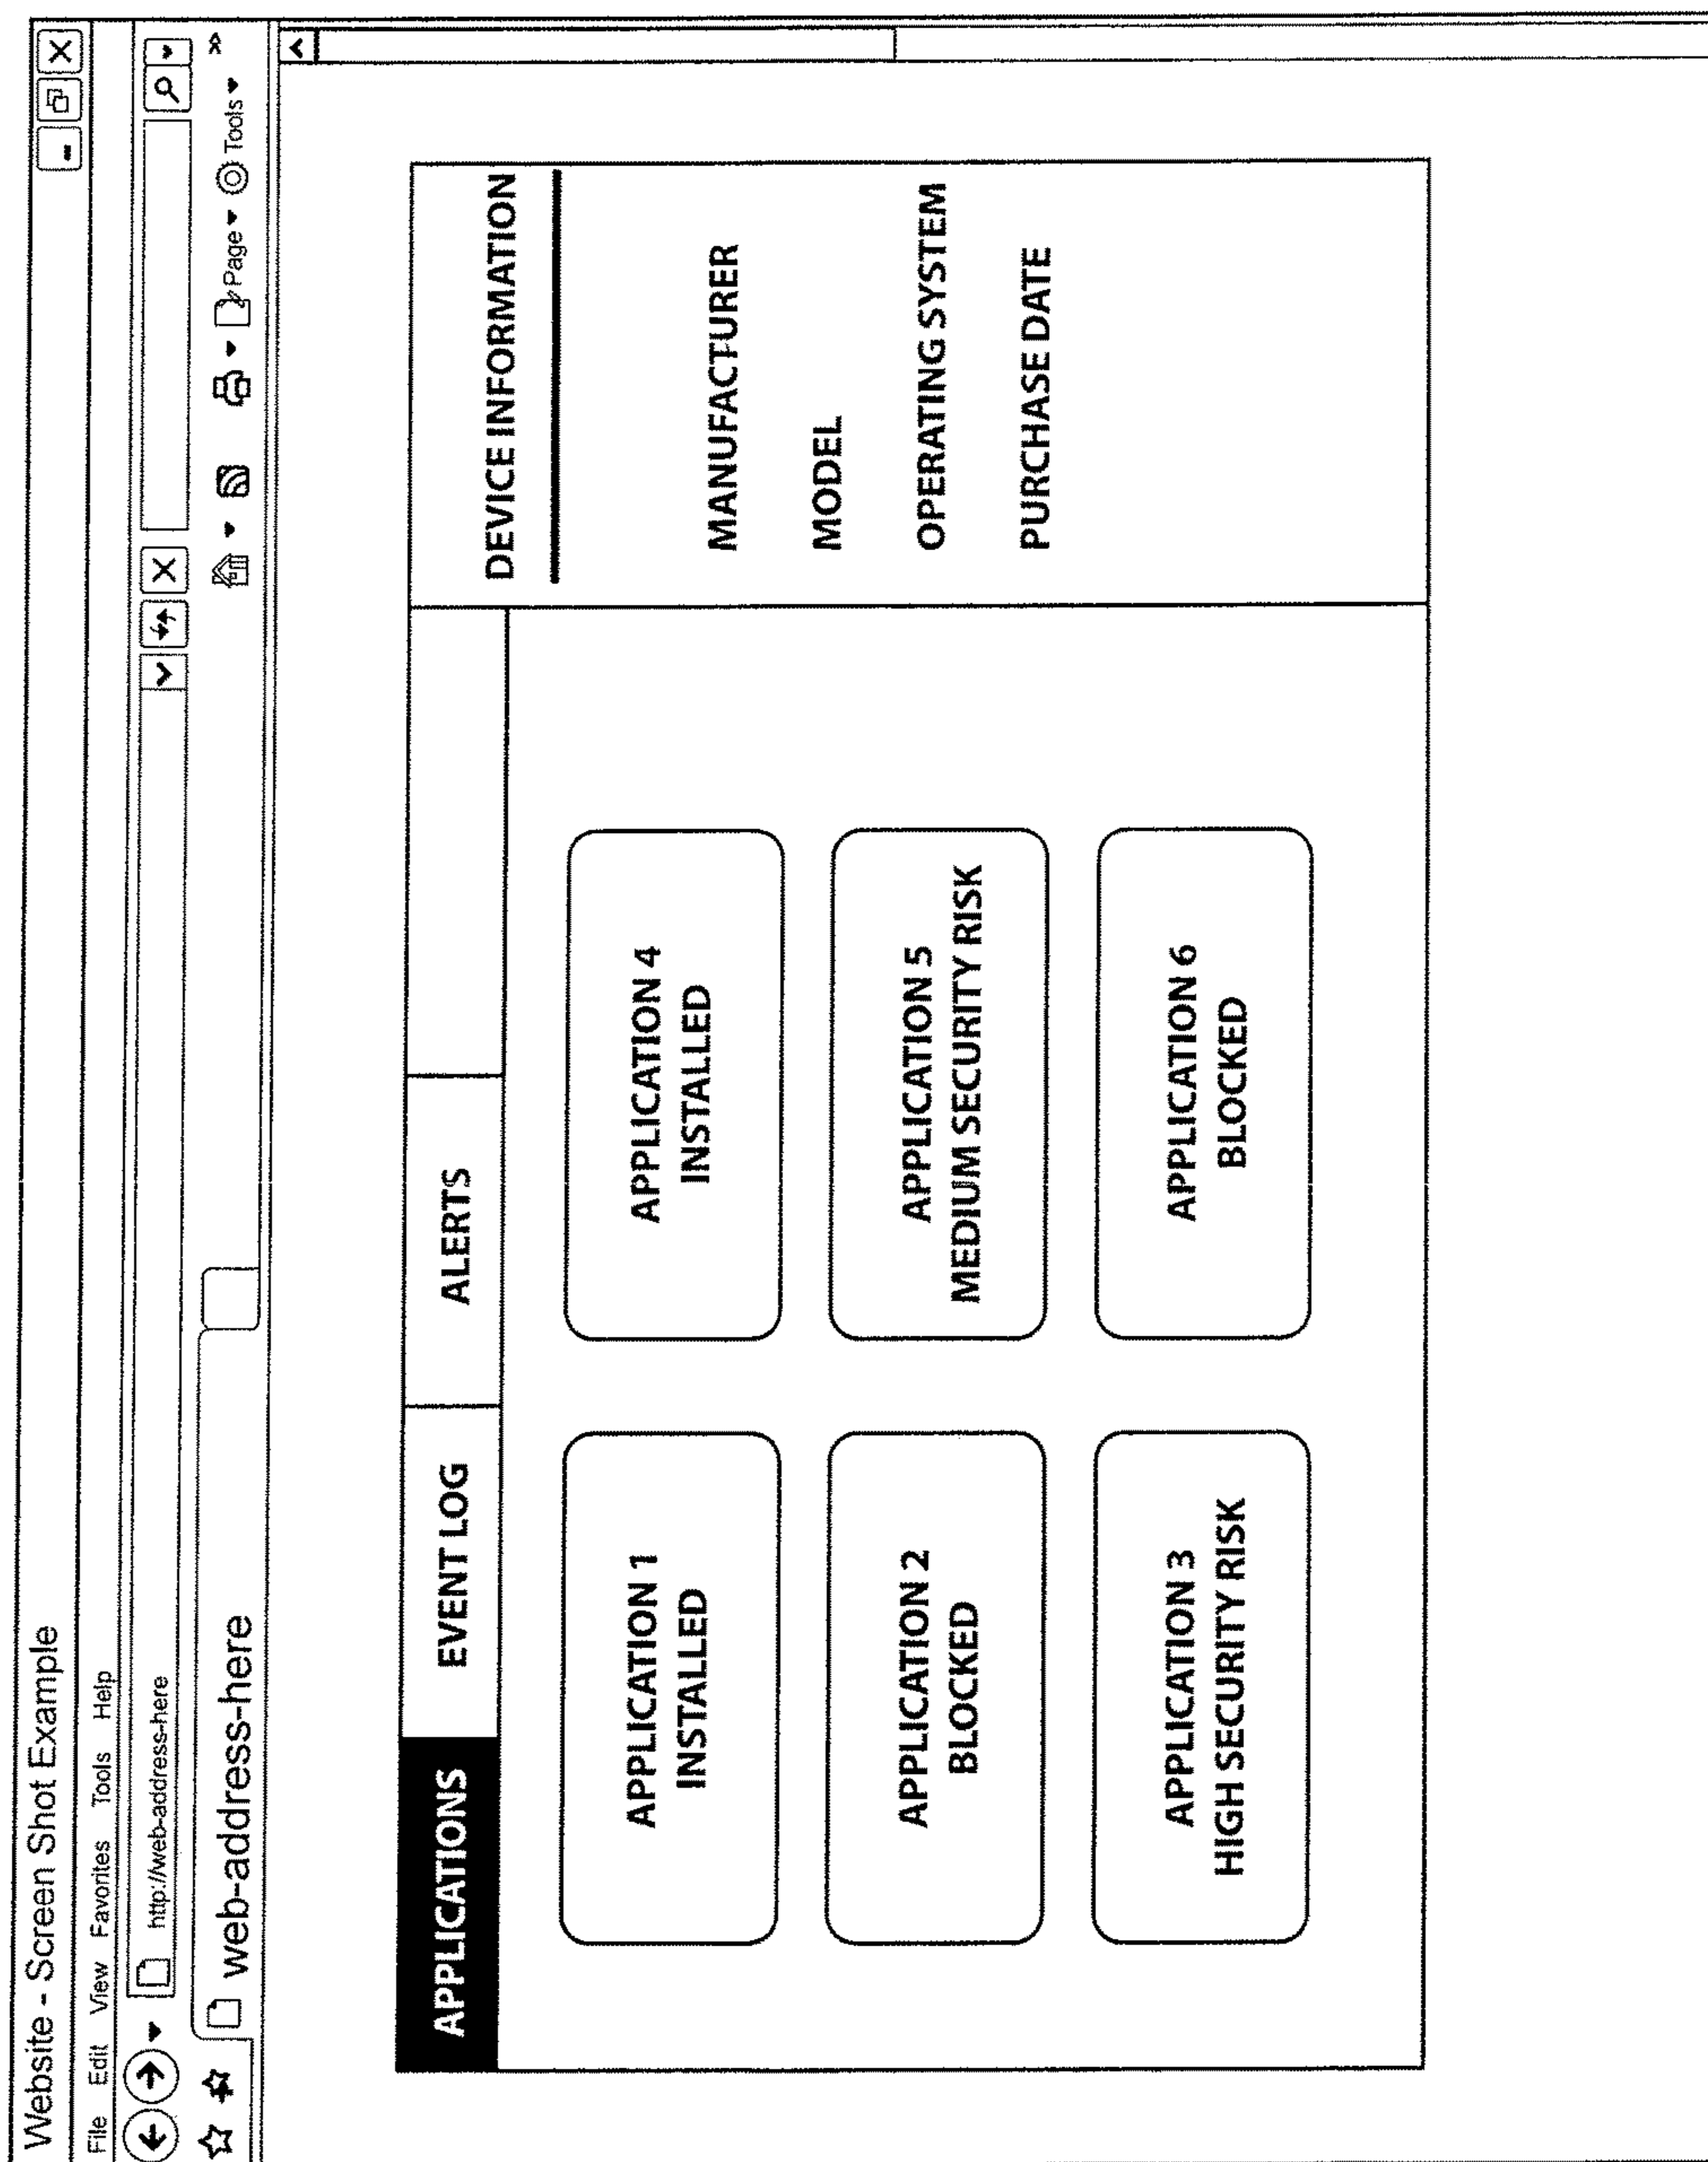 Website - Screen Shot Example
File Edit View Favorites Tools Help
http://web-address-here
web-address-here
Page
Tools
APPLICATIONS
EVENT LOG
ALERTS
DEVICE INFORMATION
APPLICATION 1
INSTALLED
APPLICATION 4
INSTALLED
APPLICATION 2
BLOCKED
APPLICATION 5
MEDIUM SECURITY RISK
APPLICATION 3
HIGH SECURITY RISK
APPLICATION 6
BLOCKED
MANUFACTURER
MODEL
OPERATING SYSTEM
PURCHASE DATE